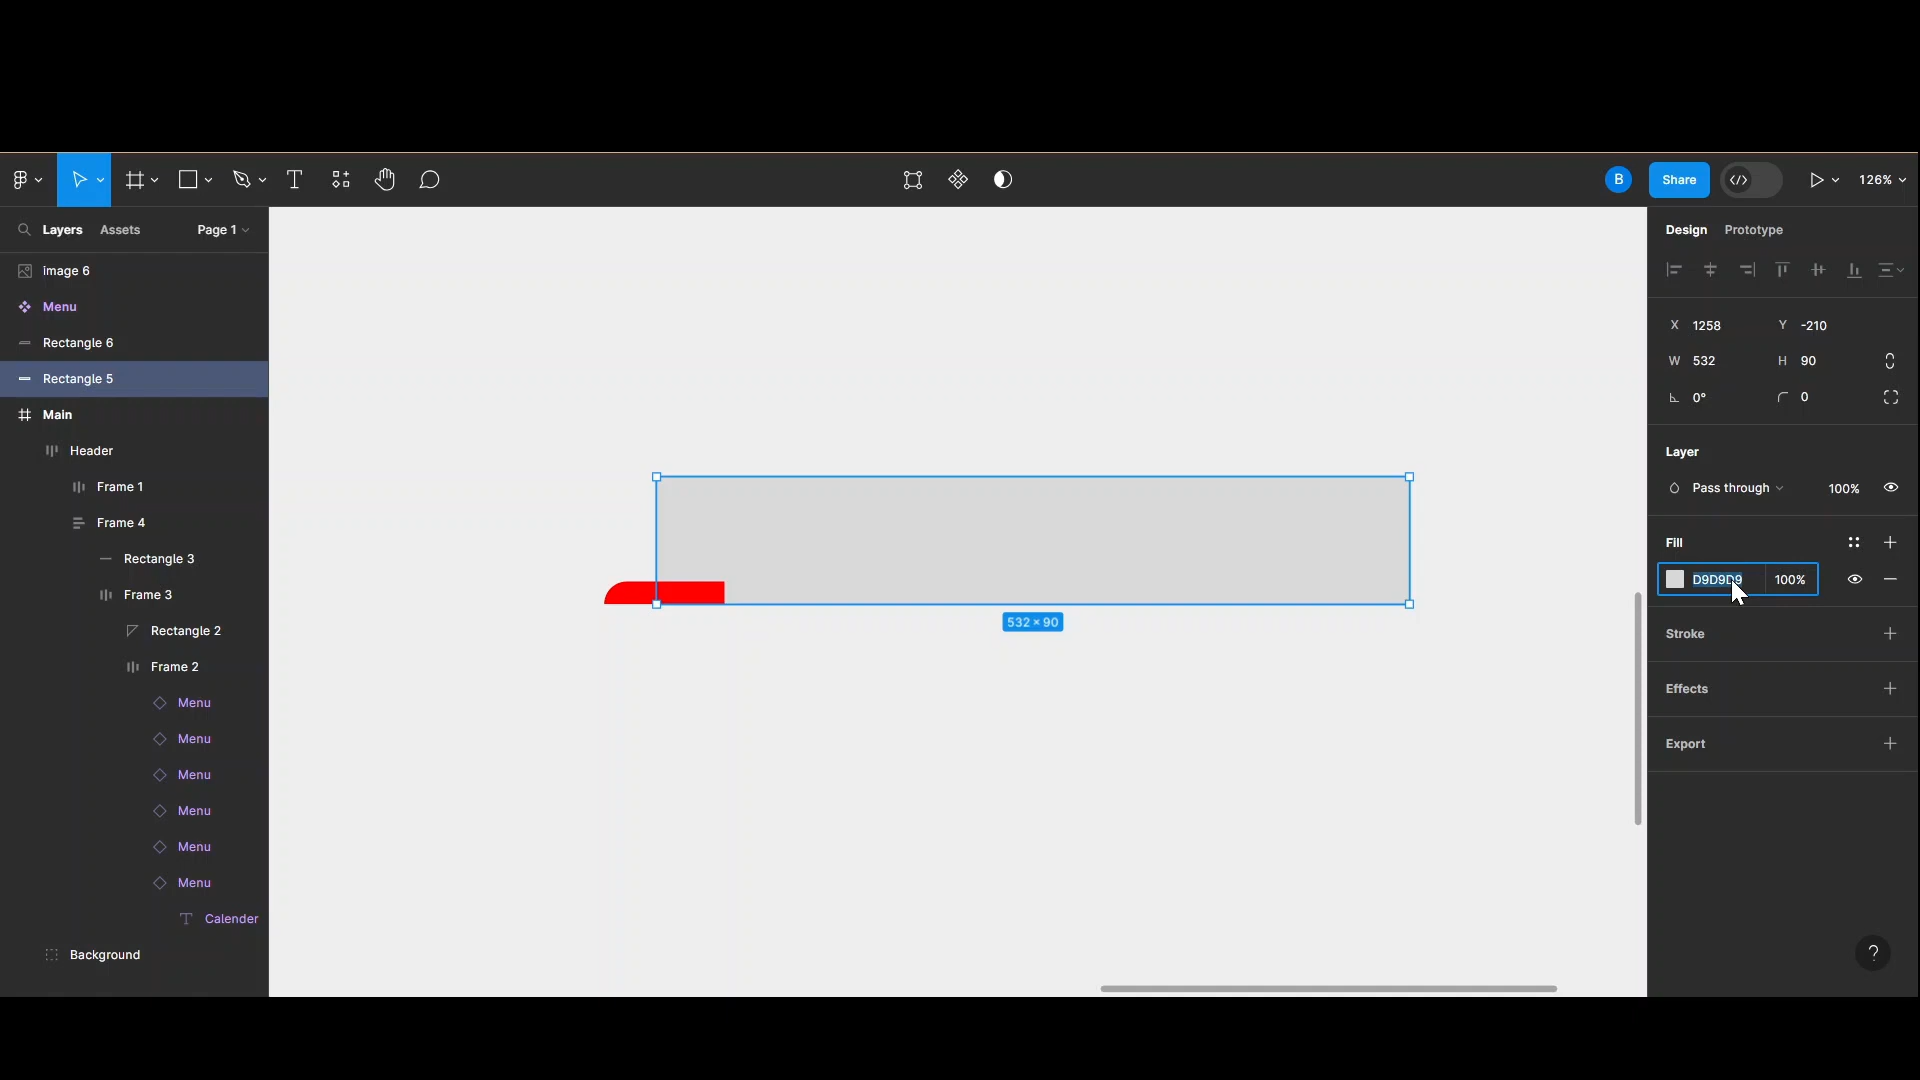 B
Share
126%
Layers
Assets
Page 1
image 6
Menu
Rectangle 6
Rectangle 5
Main
Header
Frame 1
Frame 4
Rectangle 3
Frame 3
Rectangle 2
Frame 2
Menu
Menu
Menu
Menu
Menu
Menu
Calender
Background
532 × 90
Design
Prototype
X 1258
Y -210
W 532
H 90
0°
0
Layer
Pass through
100%
Fill
D9D9D9
100%
Stroke
Effects
Export
?